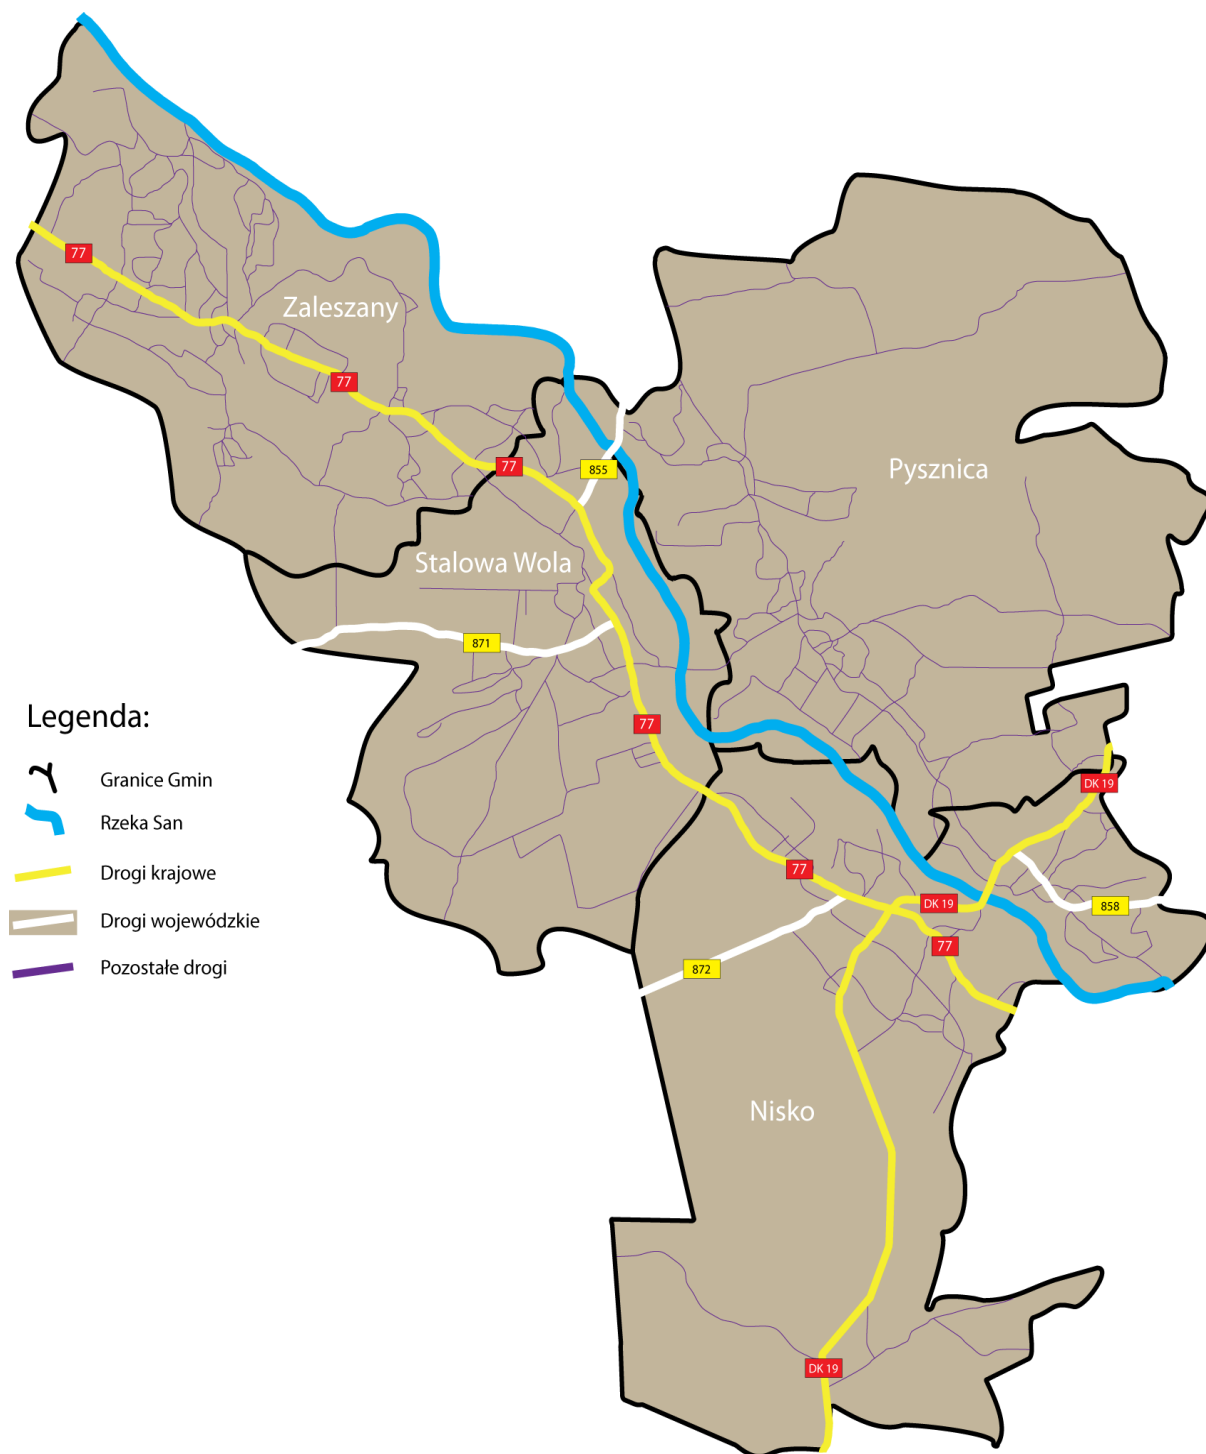 77
Zaleszany
77
77
855
Pysznica
Stalowa Wola
871
77
DK 19
77
DK 19
858
77
872
Nisko
DK 19
Legenda:
Granice Gmin
Rzeka San
Drogi krajowe
Drogi wojewódzkie
Pozostałe drogi